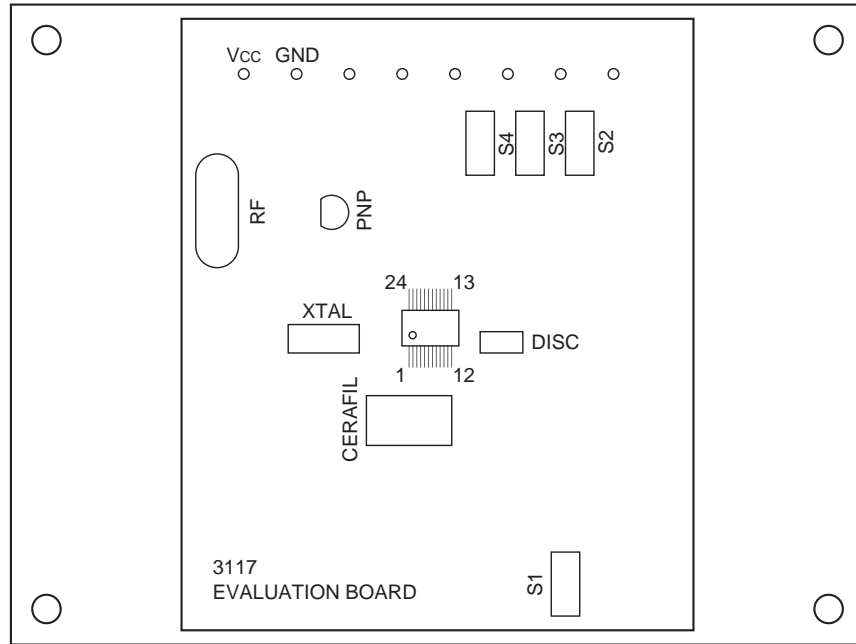 VCC GND
S4
S3
S2
RF
PNP
24 13
XTAL
DISC
1 12
CERAFIL
3117
EVALUATION BOARD
S1